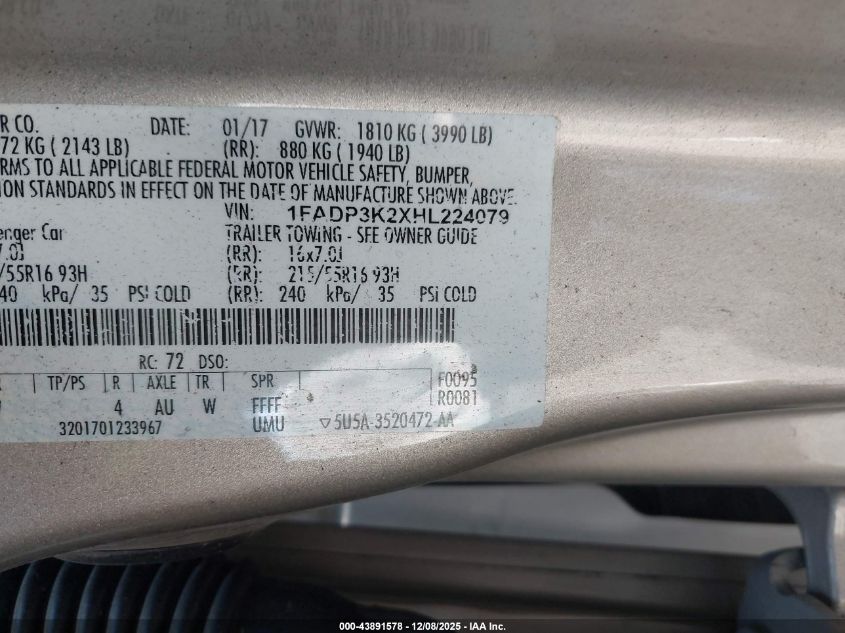 R CO. DATE: 01/17 GVWR: 1810 KG ( 3990 LB)
72 KG ( 2143 LB) (RR): 880 KG ( 1940 LB)
RMS TO ALL APPLICABLE FEDERAL MOTOR VEHICLE SAFETY, BUMPER,
ION STANDARDS IN EFFECT ON THE DATE OF MANUFACTURE SHOWN ABOVE.
VIN: 1FADP3K2XHL224079
enger Car TRAILER TOWING - SEE OWNER GUIDE
7.0J (RR): 16x7.0J
/55R16 93H (RR): 215/55R16 93H
40 kPa/ 35 PSI COLD (RR): 240 kPa/ 35 PSI COLD
RC: 72 DSO:
R TP/PS R AXLE TR SPR F0095
4 AU W FFFF R0081
3201701233967 UMU ▽5U5A-3520472-AA
000-43891578 • 12/08/2025 • IAA Inc.